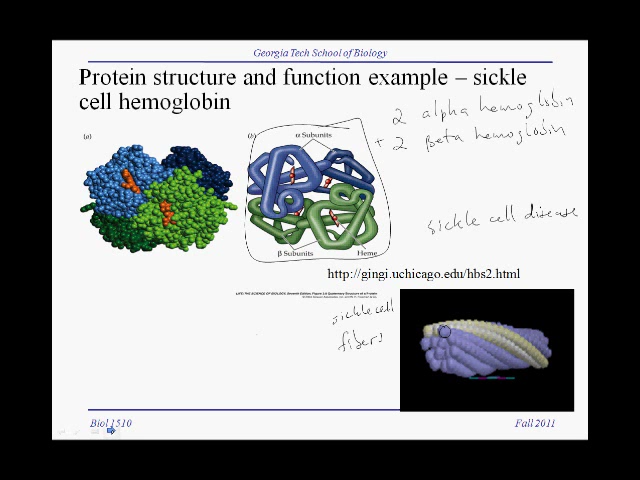 Georgia Tech School of Biology
Protein structure and function example – sickle
cell hemoglobin
2 alpha hemoglobin
+ 2 Beta hemoglobin
(a)
(b)
α Subunits
sickle cell disease
β Subunits
Heme
http://gingi.uchicago.edu/hbs2.html
sickle cell
fibers
Biol 1510
Fall 2011